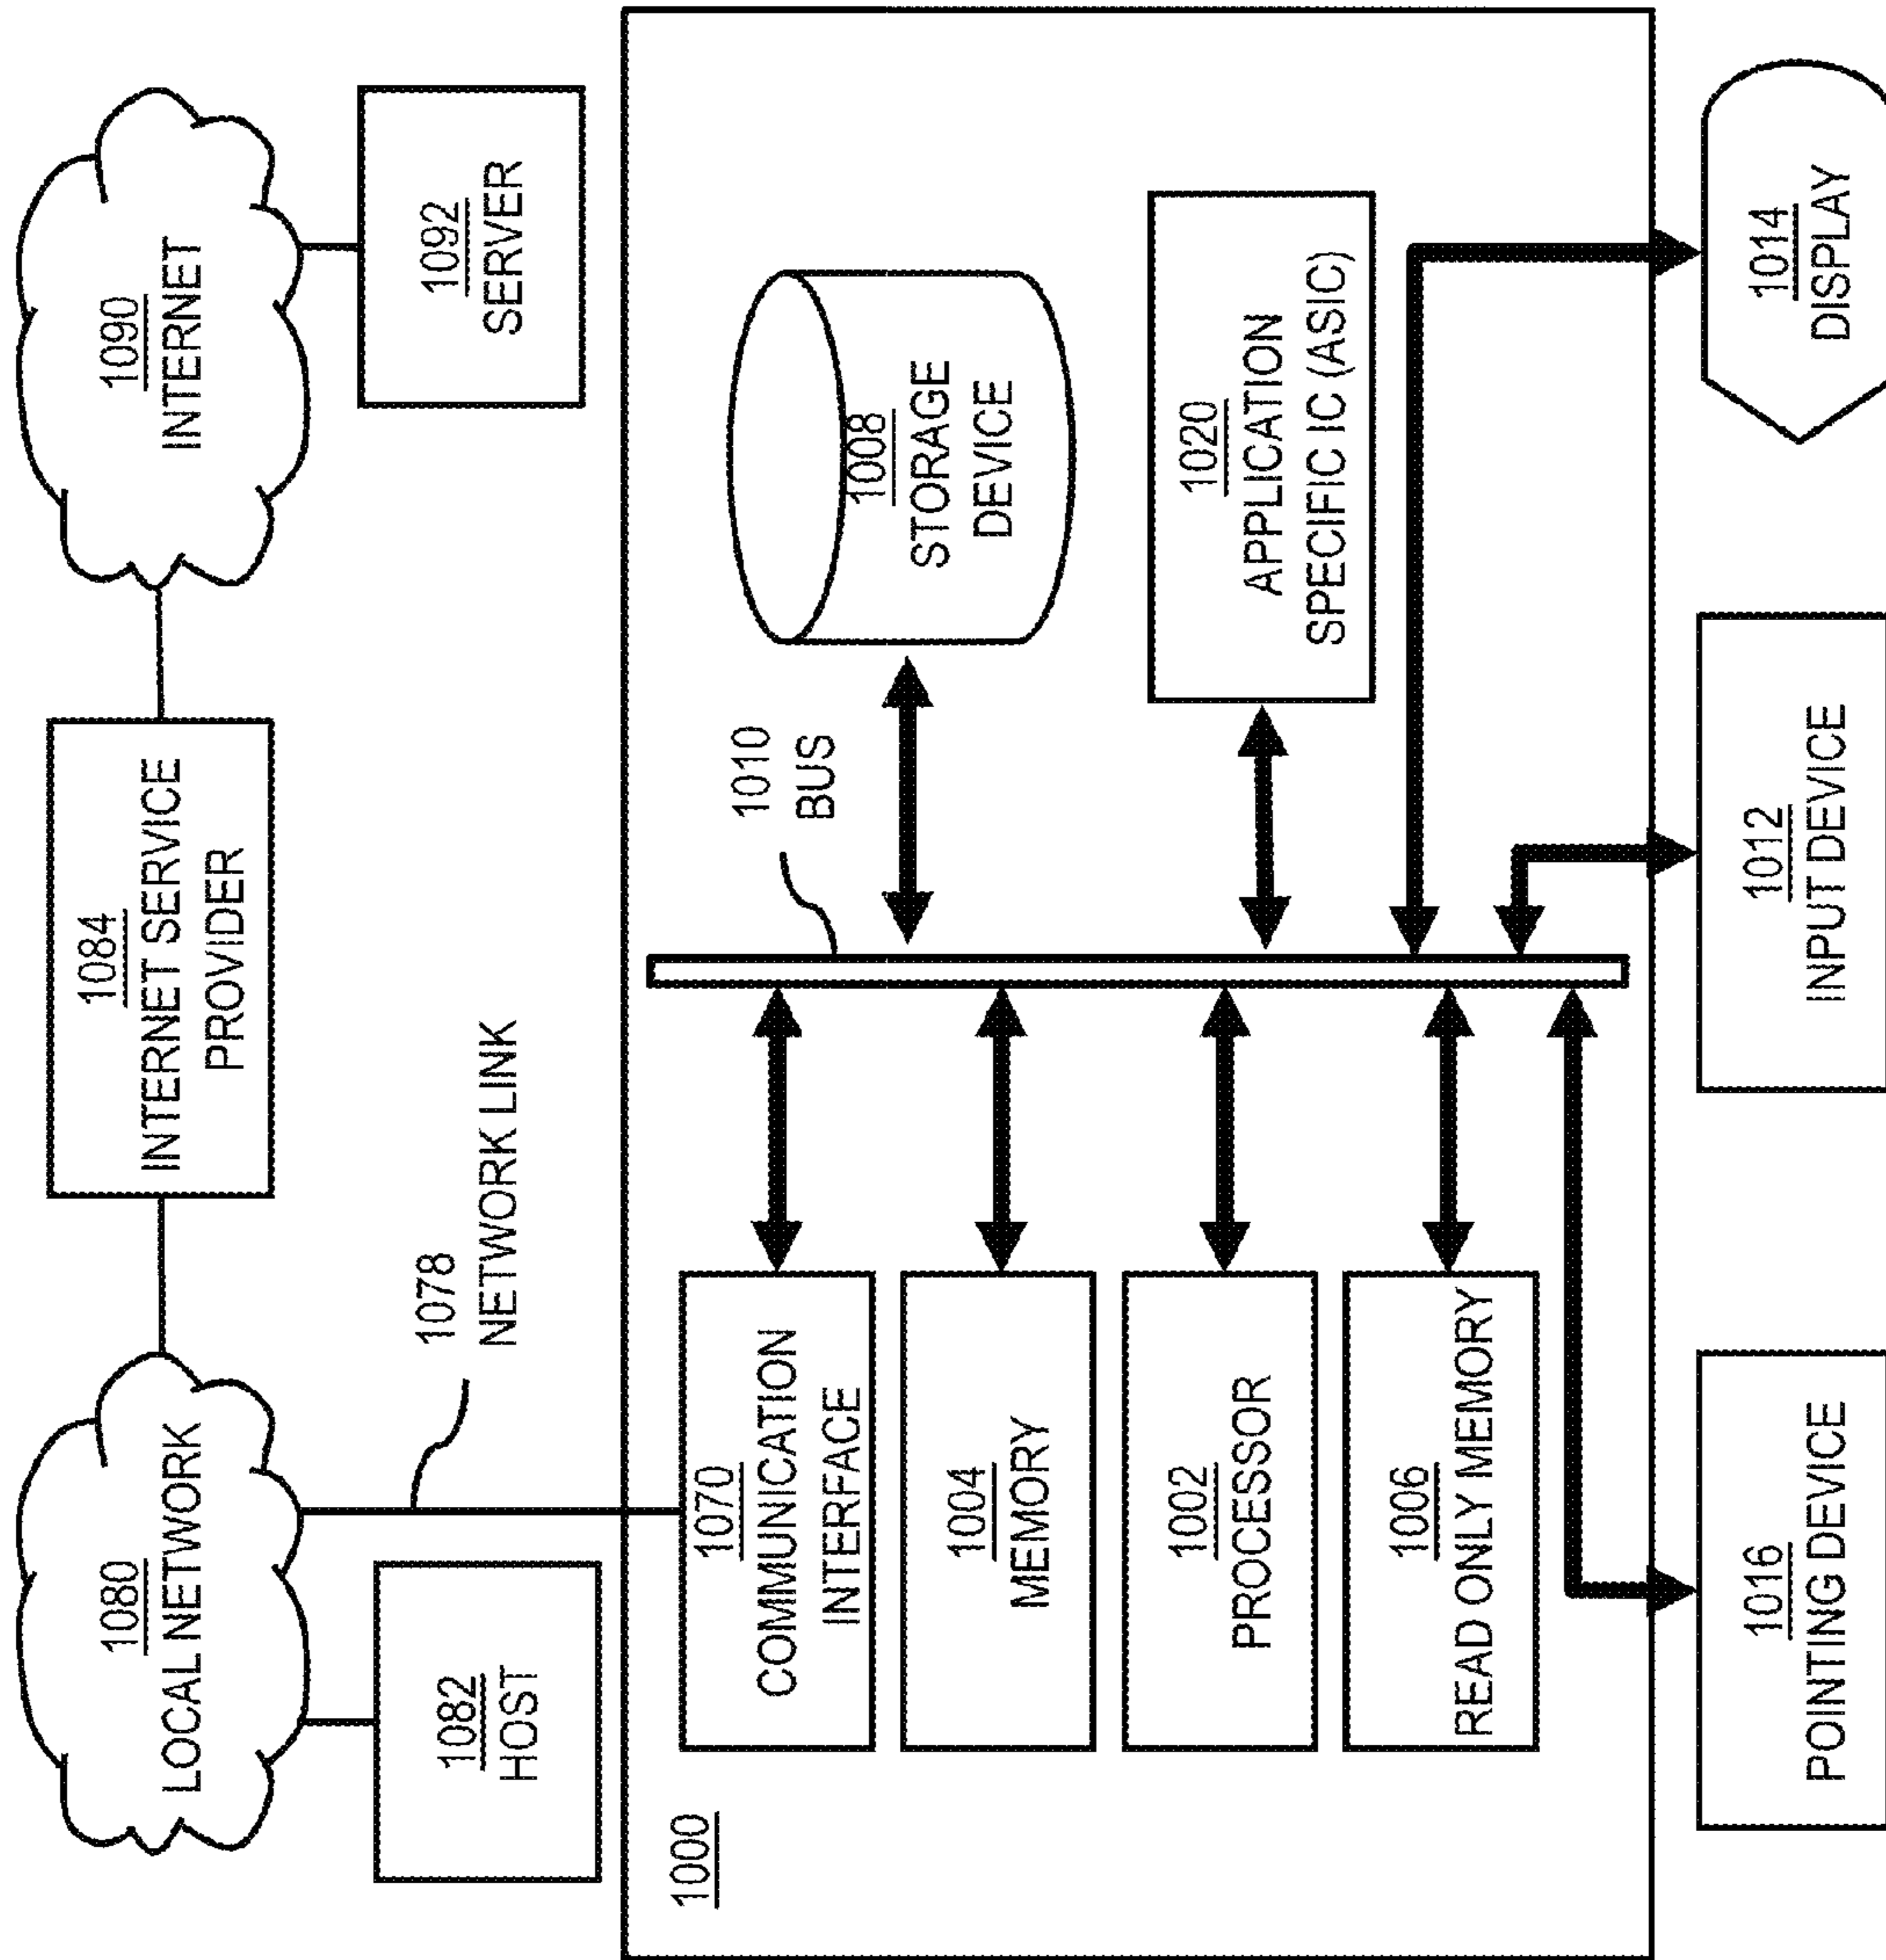 1080
LOCAL NETWORK
1084
INTERNET SERVICE
PROVIDER
1090
INTERNET
1082
HOST
1078
NETWORK LINK
1092
SERVER
1000
1070
COMMUNICATION
INTERFACE
1004
MEMORY
1002
PROCESSOR
1006
READ ONLY MEMORY
1010
BUS
1008
STORAGE
DEVICE
1020
APPLICATION
SPECIFIC IC (ASIC)
1016
POINTING DEVICE
1012
INPUT DEVICE
1014
DISPLAY